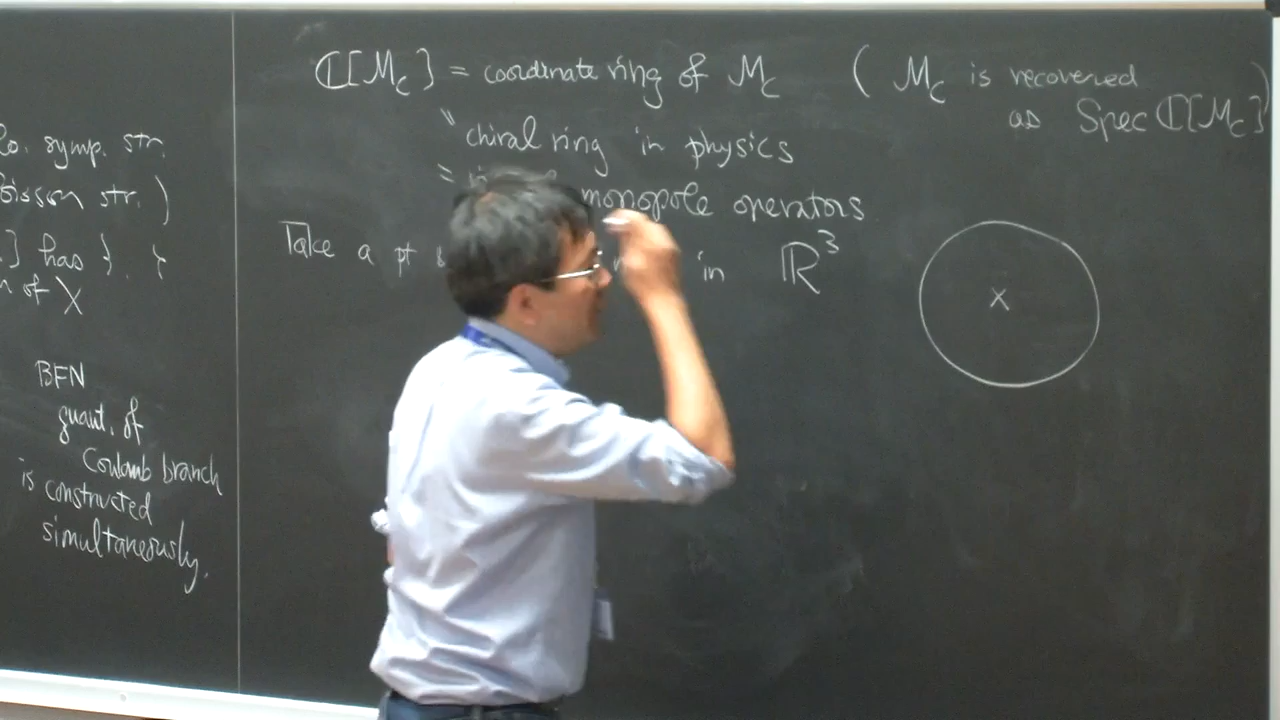 symp. str.
str. )
] has { , }
of X
BFN
quant. of
Coulomb branch
is constructed
simultaneously.
ℂ[M_C] = coordinate ring of M_C ( M_C is recovered
as Spec ℂ[M_C] )
" chiral ring in physics
= monopole operators
Take a pt in ℝ³
x